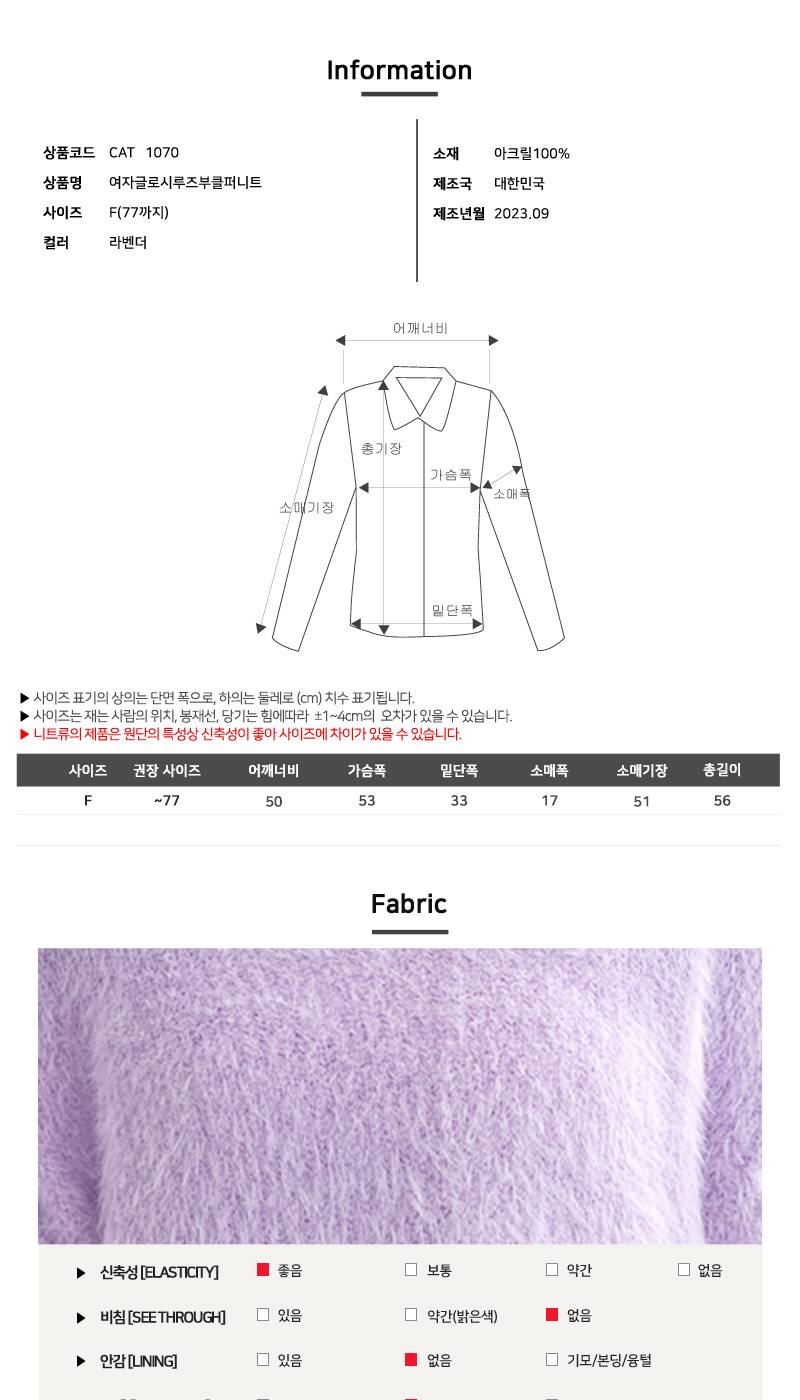 Information
상품코드 CAT 1070
상품명 여자글로시루즈부클퍼니트
사이즈 F(77까지)
컬러 라벤더
소재 아크릴100%
제조국 대한민국
제조년월 2023.09
어깨너비
총기장
가슴폭
소매폭
소매기장
밑단폭
▶ 사이즈 표기의 상의는 단면 폭으로, 하의는 둘레로 (cm) 치수 표기됩니다.
▶ 사이즈는 재는 사람의 위치, 봉재선, 당기는 힘에따라 ±1~4cm의 오차가 있을 수 있습니다.
▶ 니트류의 제품은 원단의 특성상 신축성이 좋아 사이즈에 차이가 있을 수 있습니다.
사이즈 권장 사이즈 어깨너비 가슴폭 밑단폭 소매폭 소매기장 총길이
F ~77 50 53 33 17 51 56
Fabric
▶ 신축성 [ELASTICITY] 좋음 보통 약간 없음
▶ 비침 [SEE THROUGH] 있음 약간(밝은색) 없음
▶ 안감 [LINING] 있음 없음 기모/본딩/융털